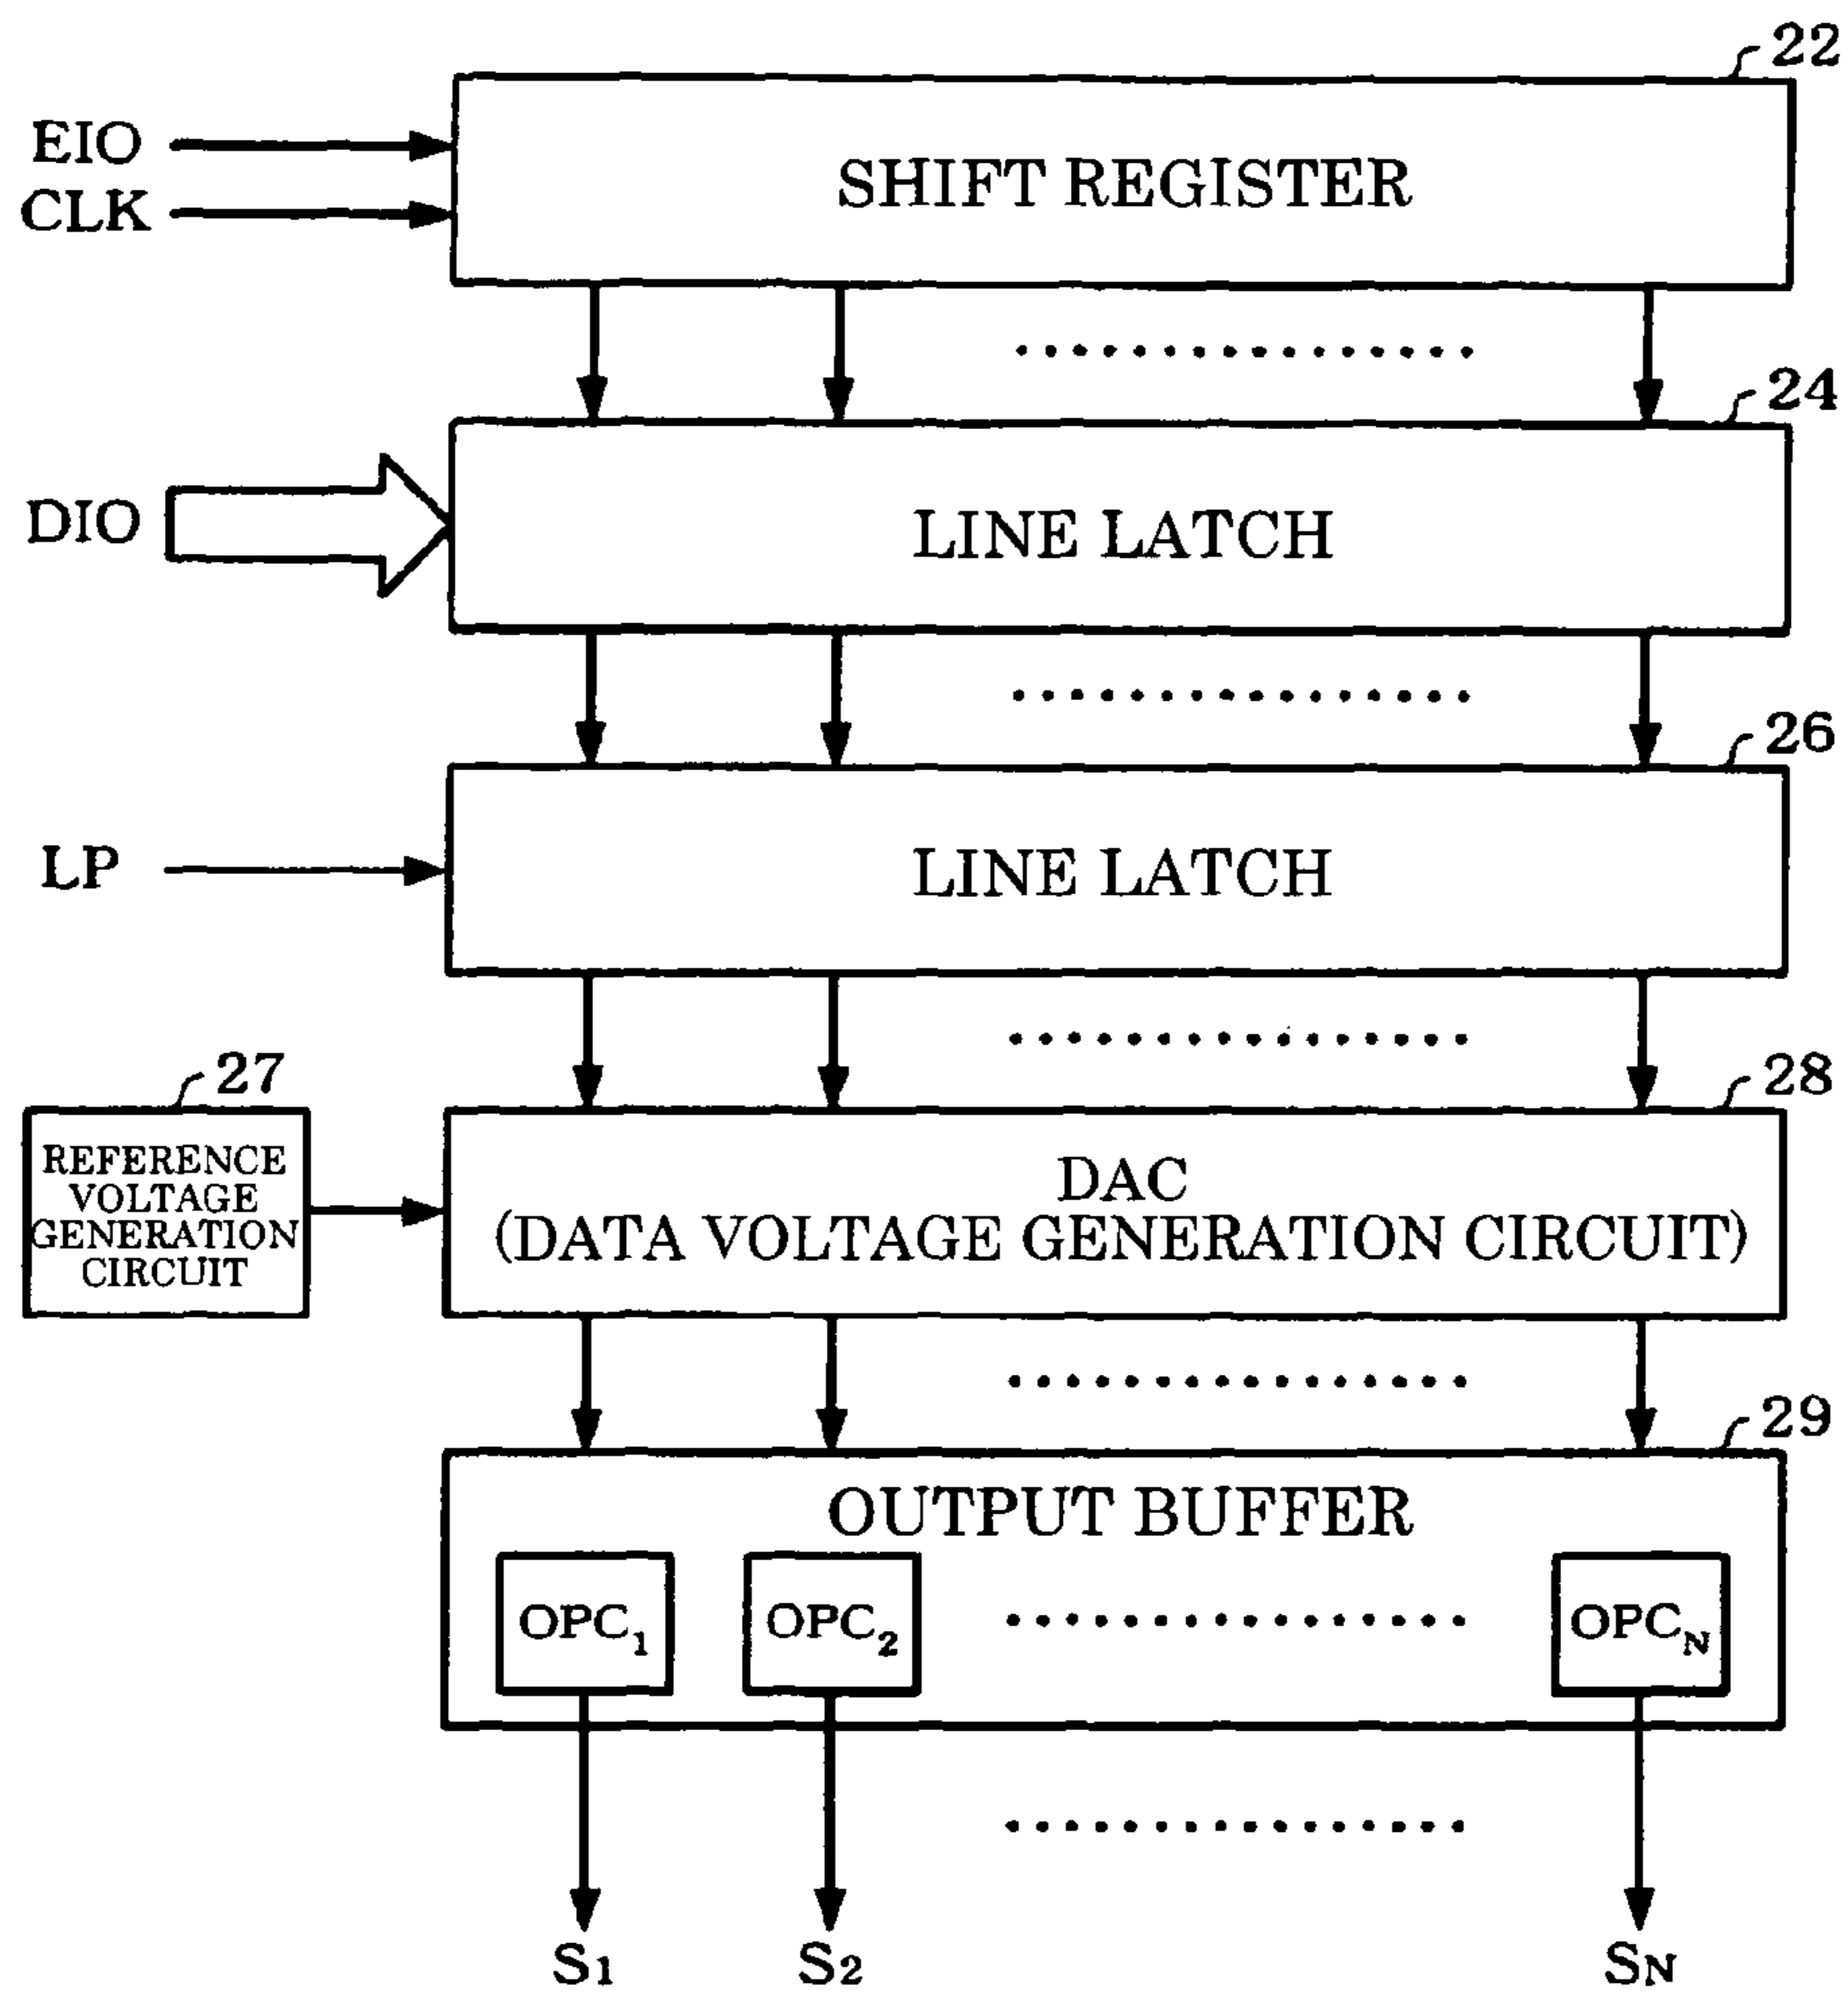 22
EIO
CLK
SHIFT REGISTER
24
DIO
LINE LATCH
26
LP
LINE LATCH
27
28
REFERENCE
VOLTAGE
GENERATION
CIRCUIT
DAC
(DATA VOLTAGE GENERATION CIRCUIT)
29
OUTPUT BUFFER
OPC1
OPC2
OPCN
S1
S2
SN